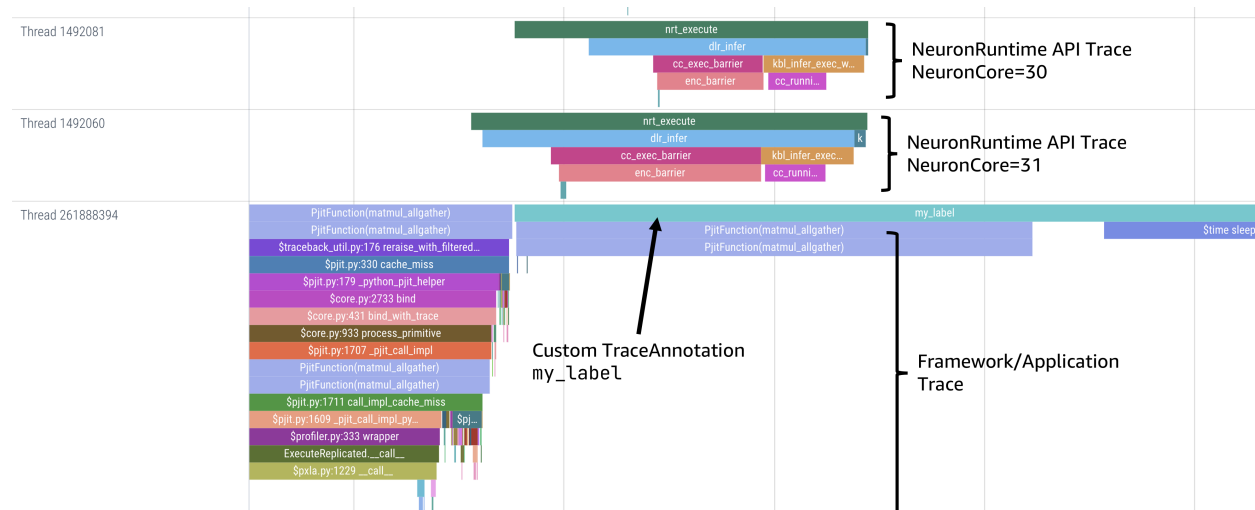 Thread 1492081
nrt_execute
dlr_infer
cc_exec_barrier
kbl_infer_exec_w...
enc_barrier
cc_runni...
NeuronRuntime API Trace
NeuronCore=30
Thread 1492060
nrt_execute
dlr_infer
k
cc_exec_barrier
kbl_infer_exec...
enc_barrier
cc_runni...
NeuronRuntime API Trace
NeuronCore=31
Thread 261888394
PjitFunction(matmul_allgather)
my_label
PjitFunction(matmul_allgather)
PjitFunction(matmul_allgather)
$time sleep
$traceback_util.py:176 reraise_with_filtered...
PjitFunction(matmul_allgather)
$pjit.py:330 cache_miss
$pjit.py:179 _python_pjit_helper
$core.py:2733 bind
$core.py:431 bind_with_trace
$core.py:933 process_primitive
$pjit.py:1707 _pjit_call_impl
PjitFunction(matmul_allgather)
PjitFunction(matmul_allgather)
$pjit.py:1711 call_impl_cache_miss
$pjit.py:1609 _pjit_call_impl_py...
$pj...
$profiler.py:333 wrapper
ExecuteReplicated.__call__
$pxla.py:1229 __call__
Custom TraceAnnotation
my_label
Framework/Application
Trace